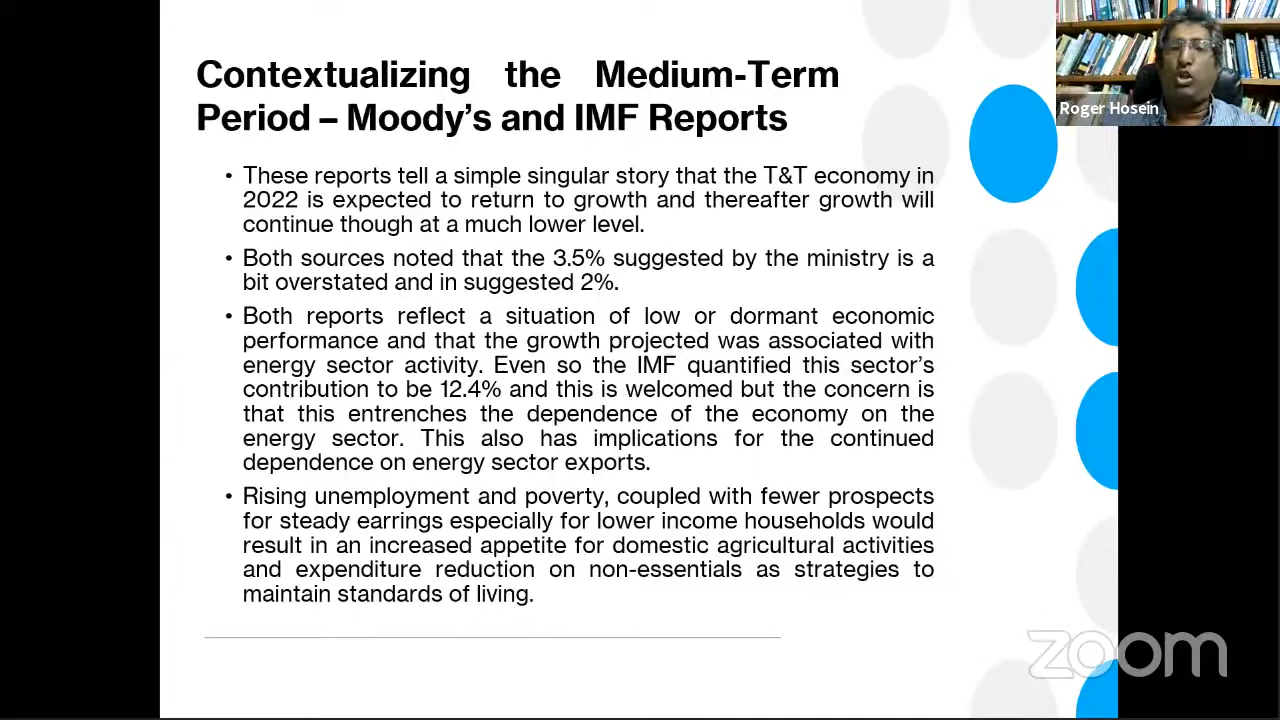 Contextualizing the Medium-Term
Period – Moody's and IMF Reports
Roger Hosein
• These reports tell a simple singular story that the T&T economy in
2022 is expected to return to growth and thereafter growth will
continue though at a much lower level.
• Both sources noted that the 3.5% suggested by the ministry is a
bit overstated and in suggested 2%.
• Both reports reflect a situation of low or dormant economic
performance and that the growth projected was associated with
energy sector activity. Even so the IMF quantified this sector's
contribution to be 12.4% and this is welcomed but the concern is
that this entrenches the dependence of the economy on the
energy sector. This also has implications for the continued
dependence on energy sector exports.
• Rising unemployment and poverty, coupled with fewer prospects
for steady earrings especially for lower income households would
result in an increased appetite for domestic agricultural activities
and expenditure reduction on non-essentials as strategies to
maintain standards of living.
zoom